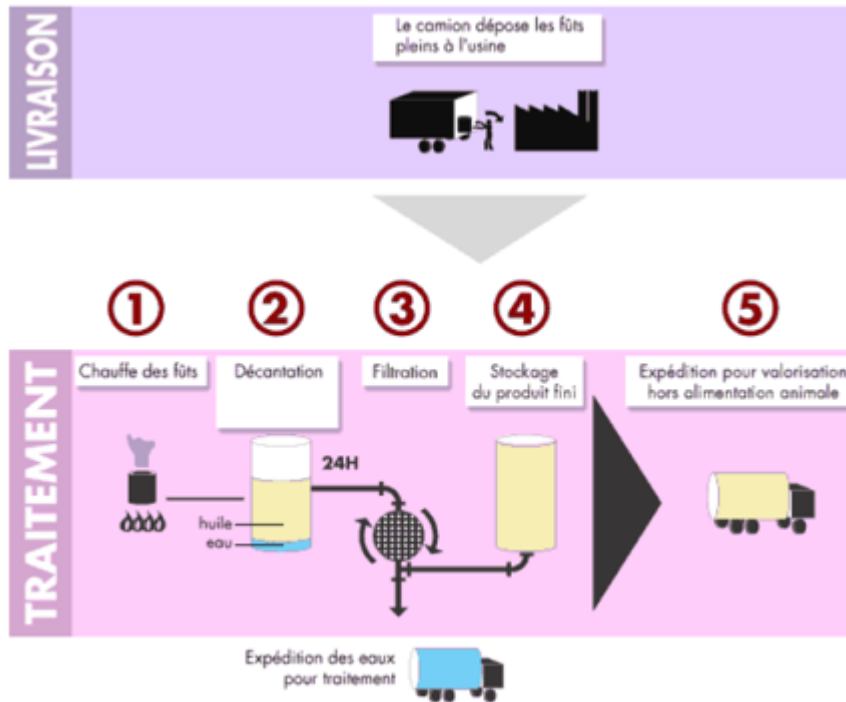 LIVRAISON
Le camion dépose les fûts
pleins à l'usine
1
2
3
4
5
TRAITEMENT
Chauffe des fûts
Décantation
Filtration
Stockage
du produit fini
Expédition pour valorisation
hors alimentation animale
24H
huile
eau
Expédition des eaux
pour traitement